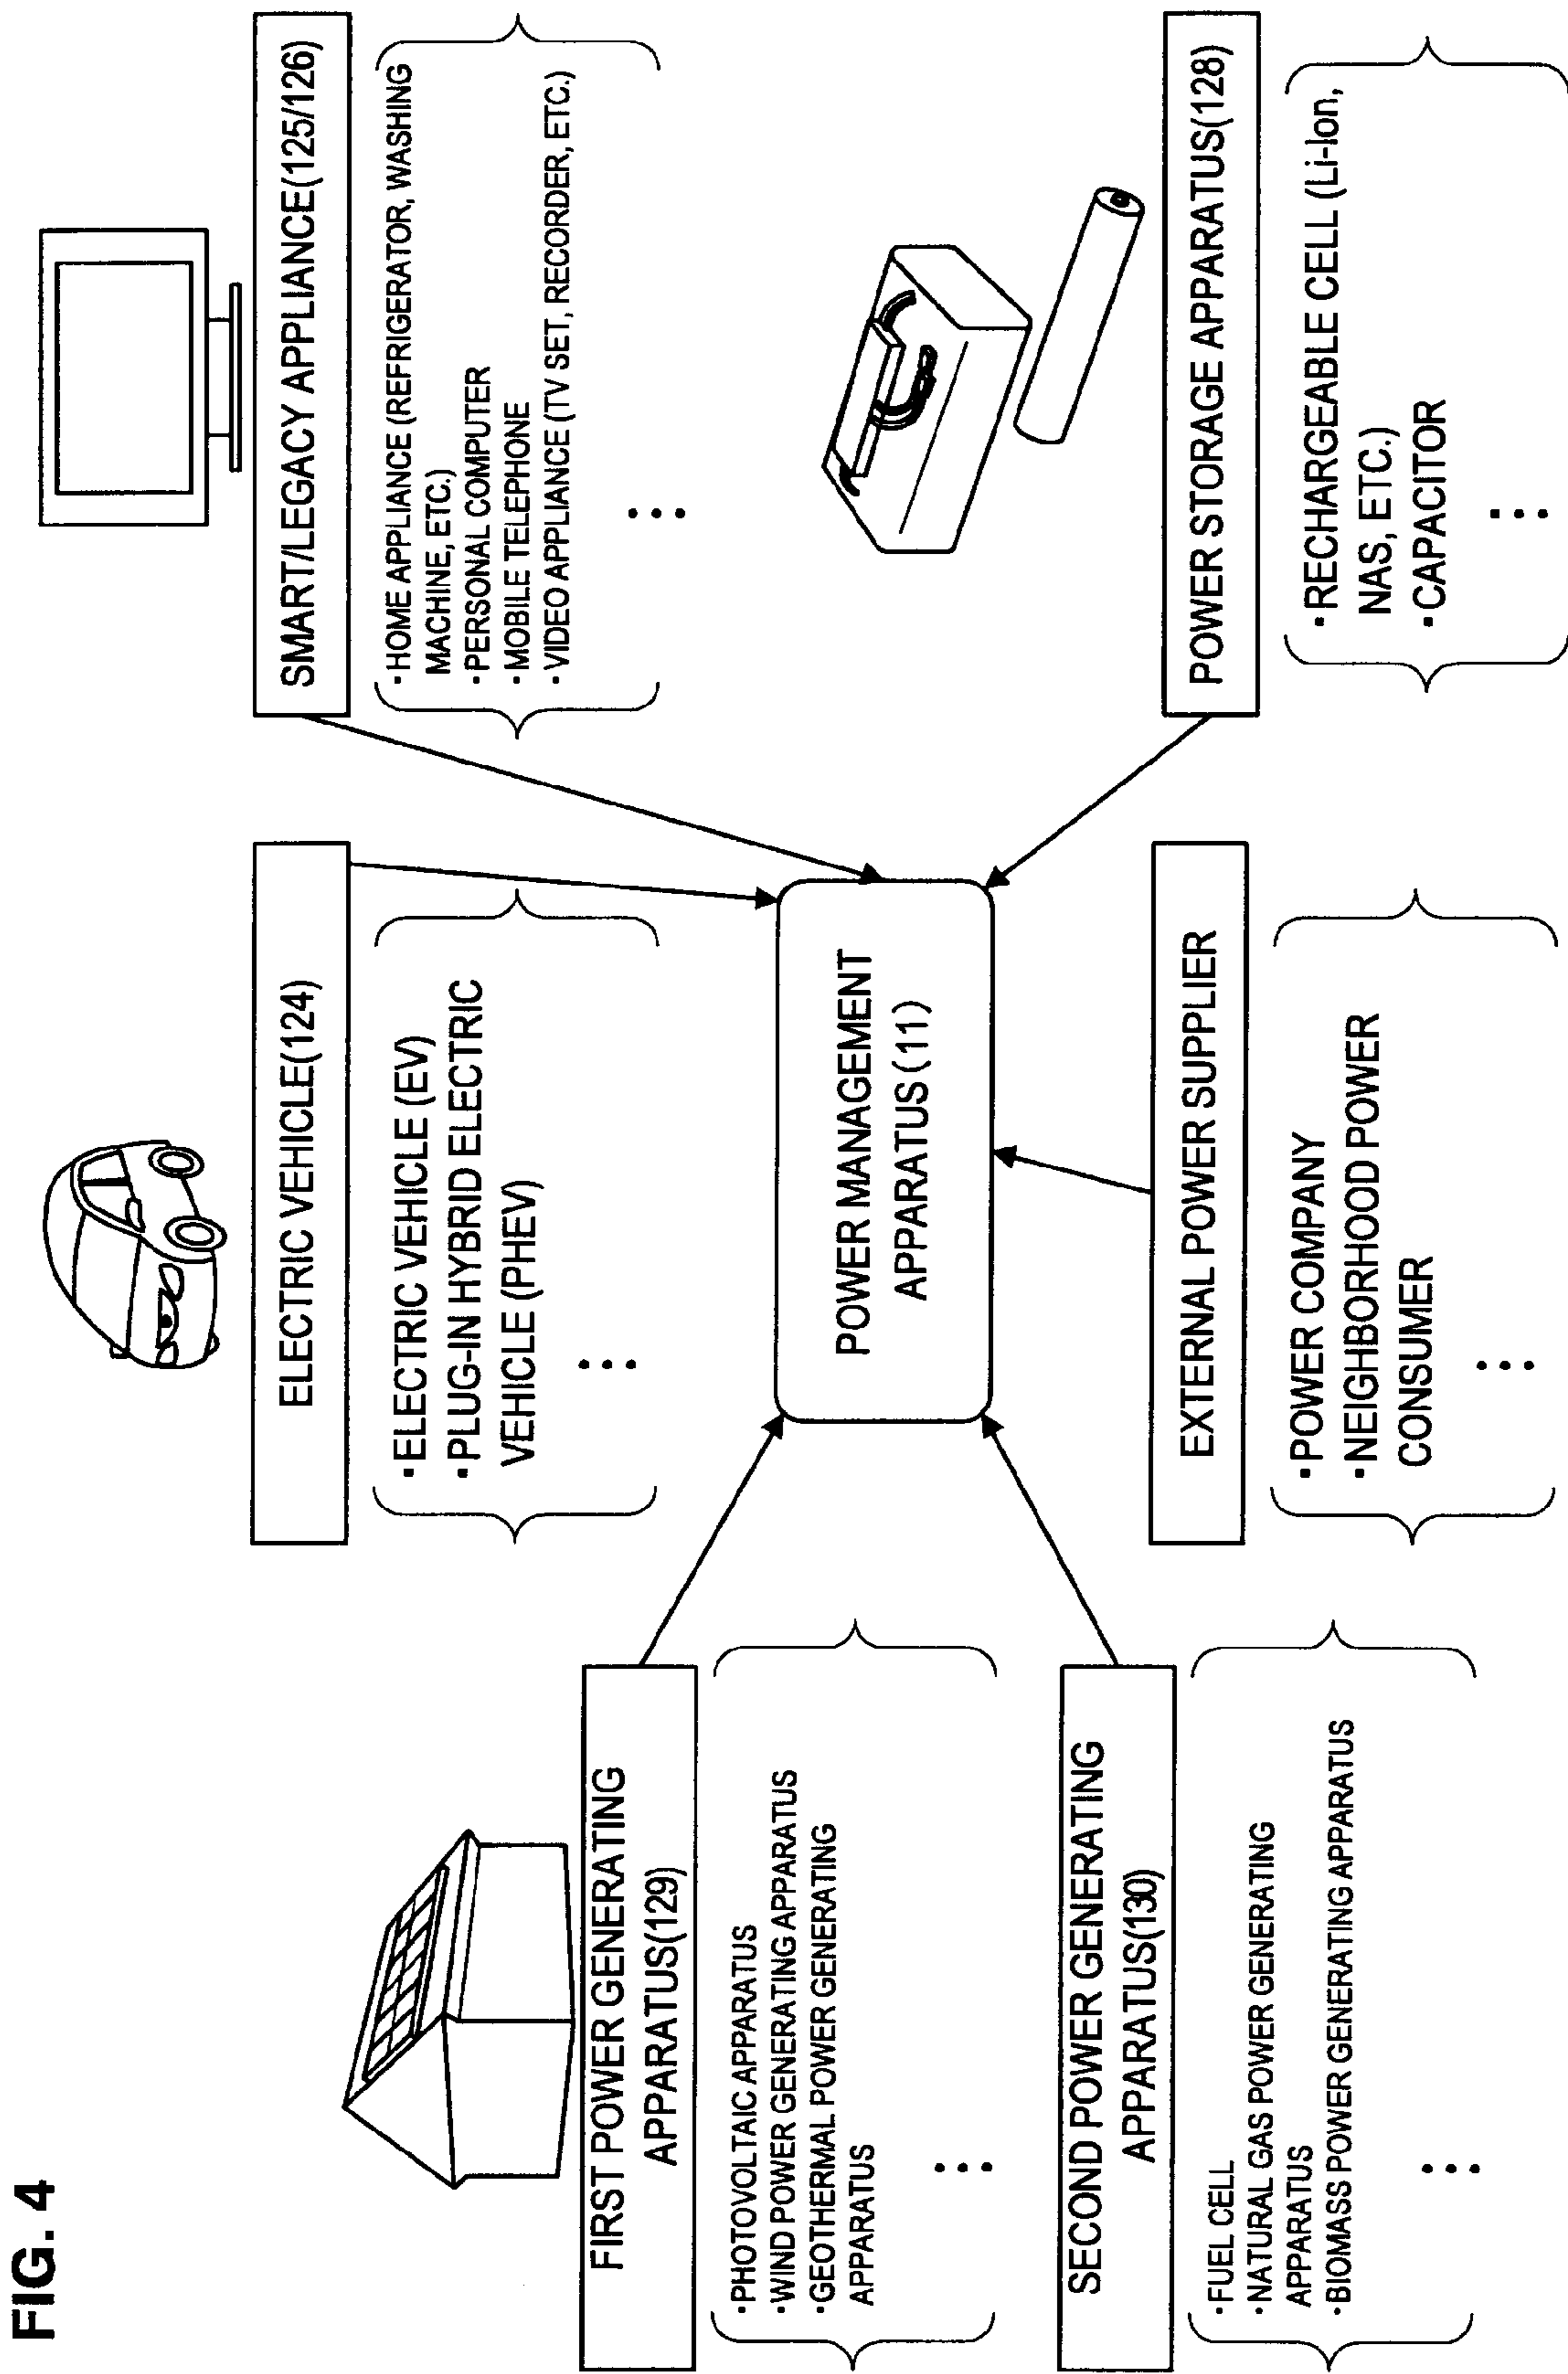 FIG. 4
ELECTRIC VEHICLE(124)
•ELECTRIC VEHICLE (EV)
•PLUG-IN HYBRID ELECTRIC
VEHICLE (PHEV)
SMART/LEGACY APPLIANCE(125/126)
•HOME APPLIANCE (REFRIGERATOR, WASHING
MACHINE, ETC.)
•PERSONAL COMPUTER
•MOBILE TELEPHONE
•VIDEO APPLIANCE (TV SET, RECORDER, ETC.)
FIRST POWER GENERATING
APPARATUS(129)
•PHOTOVOLTAIC APPARATUS
•WIND POWER GENERATING APPARATUS
•GEOTHERMAL POWER GENERATING
APPARATUS
POWER MANAGEMENT
APPARATUS(11)
SECOND POWER GENERATING
APPARATUS(130)
•FUEL CELL
•NATURAL GAS POWER GENERATING
APPARATUS
•BIOMASS POWER GENERATING APPARATUS
EXTERNAL POWER SUPPLIER
•POWER COMPANY
•NEIGHBORHOOD POWER
CONSUMER
POWER STORAGE APPARATUS(128)
•RECHARGEABLE CELL (Li-Ion,
NAS, ETC.)
•CAPACITOR